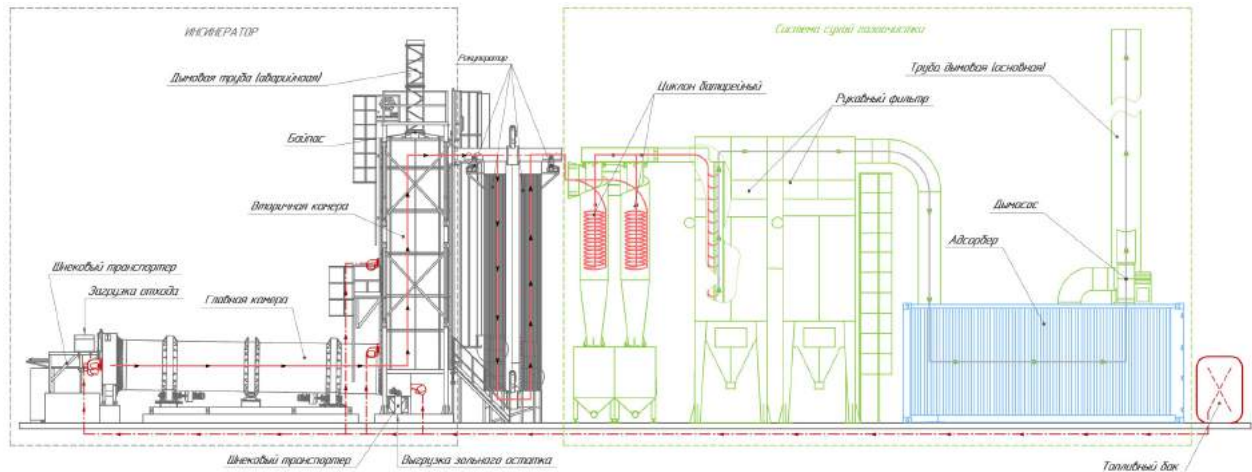 ИНСИНЕРАТОР
Система сухой газоочистки
Дымовая труба (аварийная)
Рекуператор
Циклон батарейный
Рукавный фильтр
Труба дымовая (основная)
Байпас
Вторичная камера
Дымосос
Адсорбер
Шнековый транспортер
Загрузка отхода
Главная камера
Шнековый транспортер
Выгрузка зольного остатка
Топливный бак